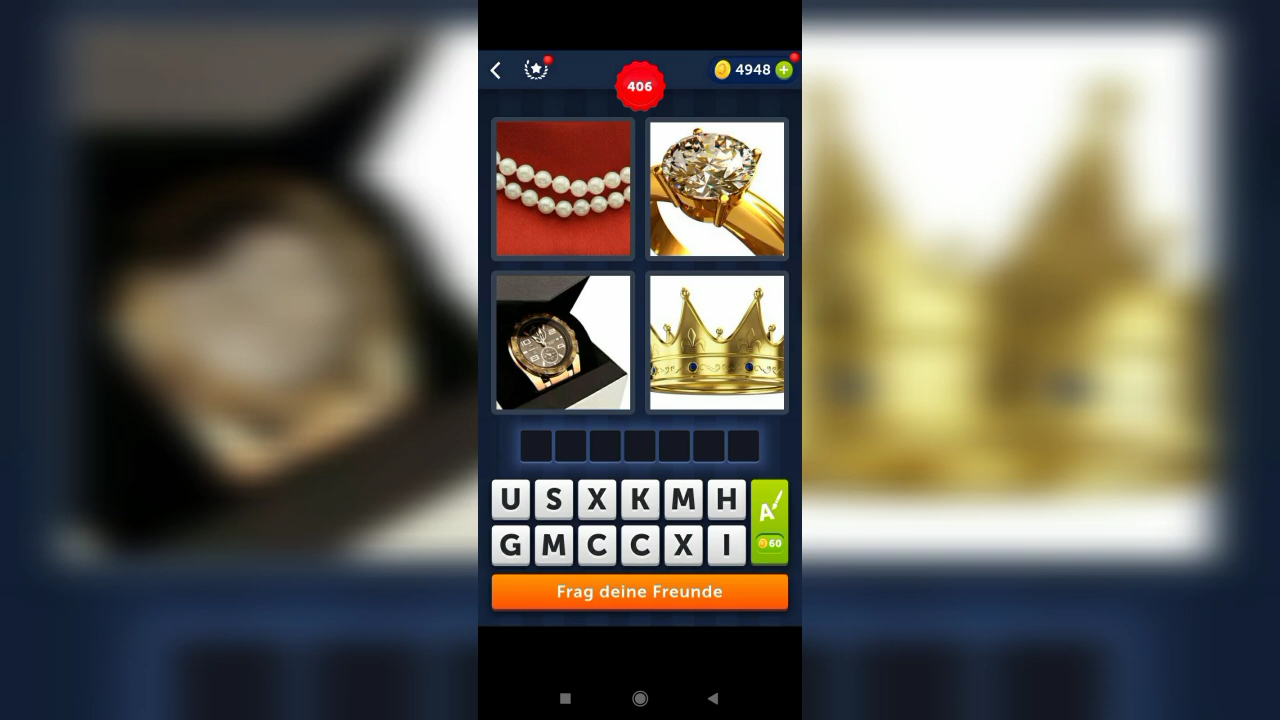 406
4948
U S X K M H
A
G M C C X I
60
Frag deine Freunde